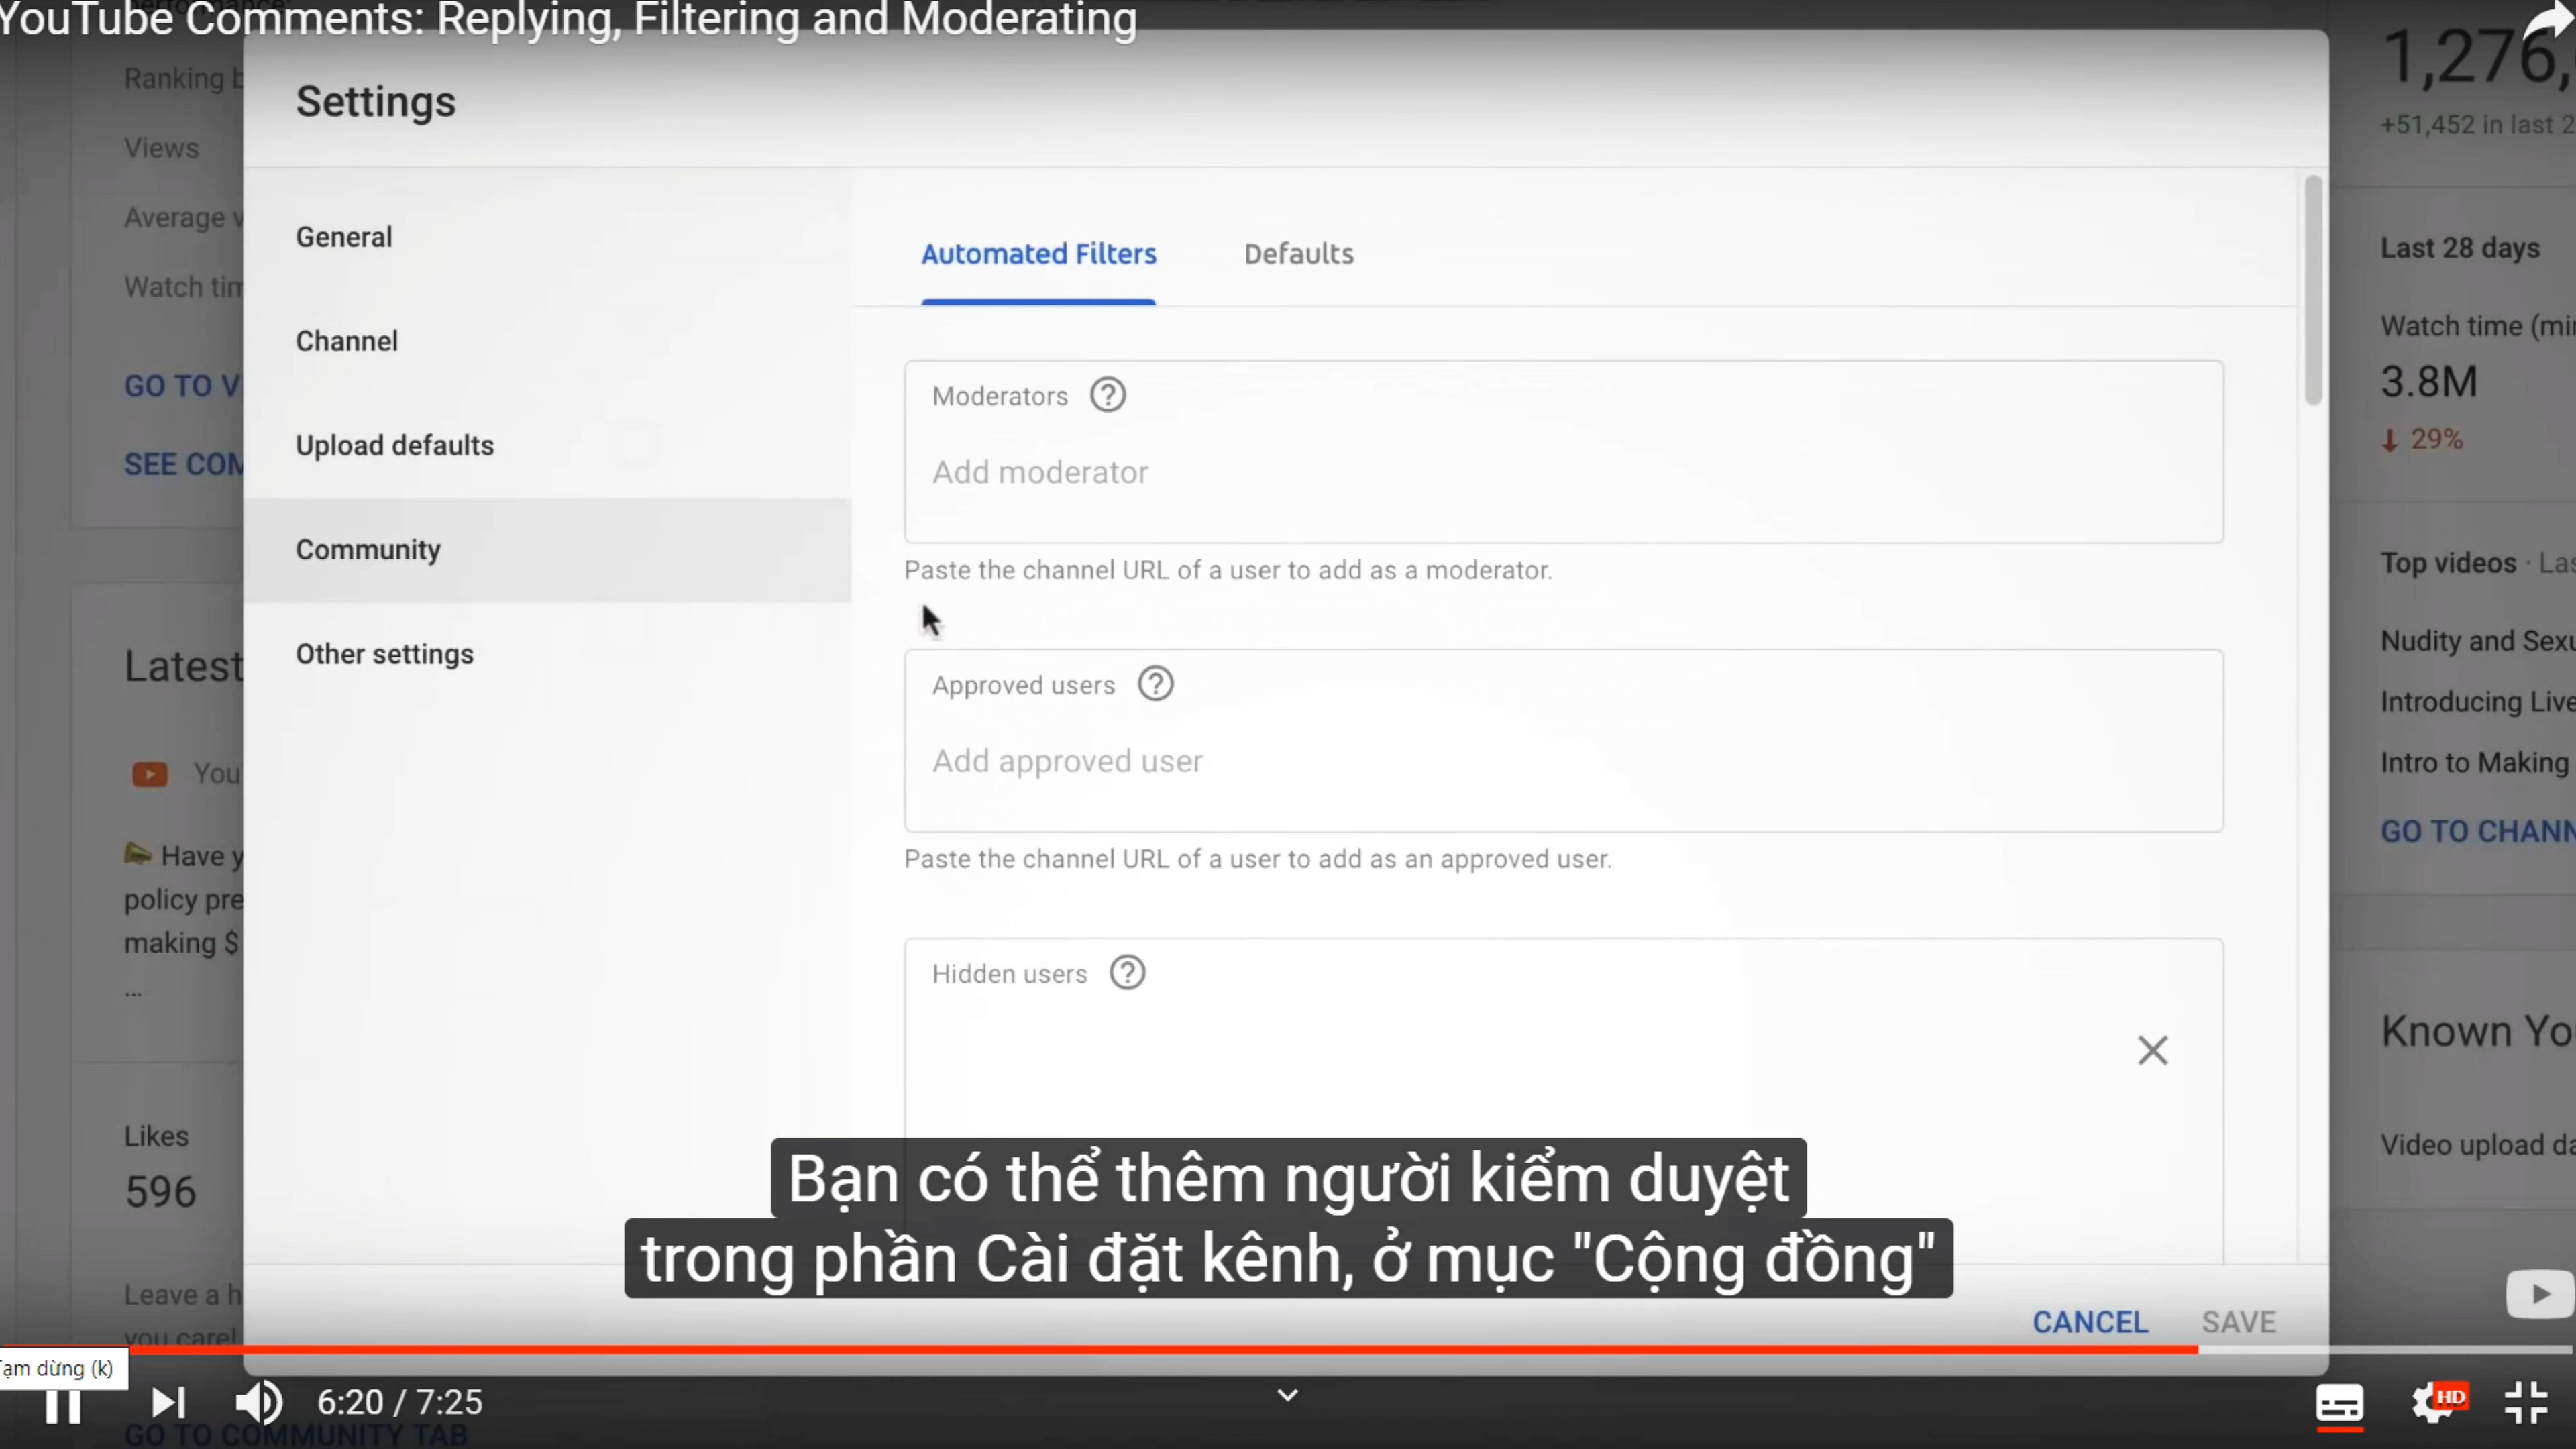 YouTube Comments: Replying, Filtering and Moderating
Ranking b
Views
Average v
Watch tim
GO TO V
SEE COM
Latest
You
Have y
policy pre
making $
...
Likes
596
Leave a h
you care!
GO TO COMMUNITY TAB
Settings
General
Channel
Upload defaults
Community
Other settings
Automated Filters
Defaults
Moderators ?
Add moderator
Paste the channel URL of a user to add as a moderator.
Approved users ?
Add approved user
Paste the channel URL of a user to add as an approved user.
Hidden users ?
CANCEL
SAVE
1,276,
+51,452 in last 2
Last 28 days
Watch time (min
3.8M
29%
Top videos · Las
Nudity and Sexu
Introducing Live
Intro to Making
GO TO CHANN
Known Yo
Video upload da
Bạn có thể thêm người kiểm duyệt
trong phần Cài đặt kênh, ở mục "Cộng đồng"
Tạm dừng (k)
6:20 / 7:25
HD